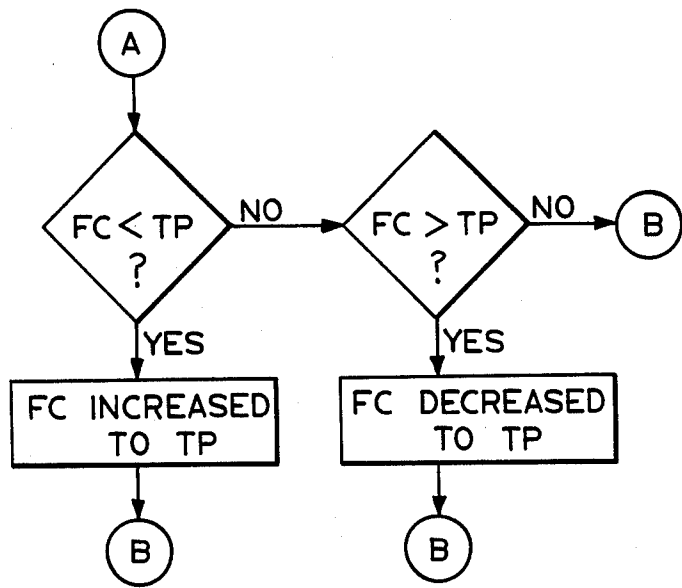 A
FC < TP
?
NO
FC > TP
?
NO
B
YES
FC INCREASED
TO TP
B
YES
FC DECREASED
TO TP
B